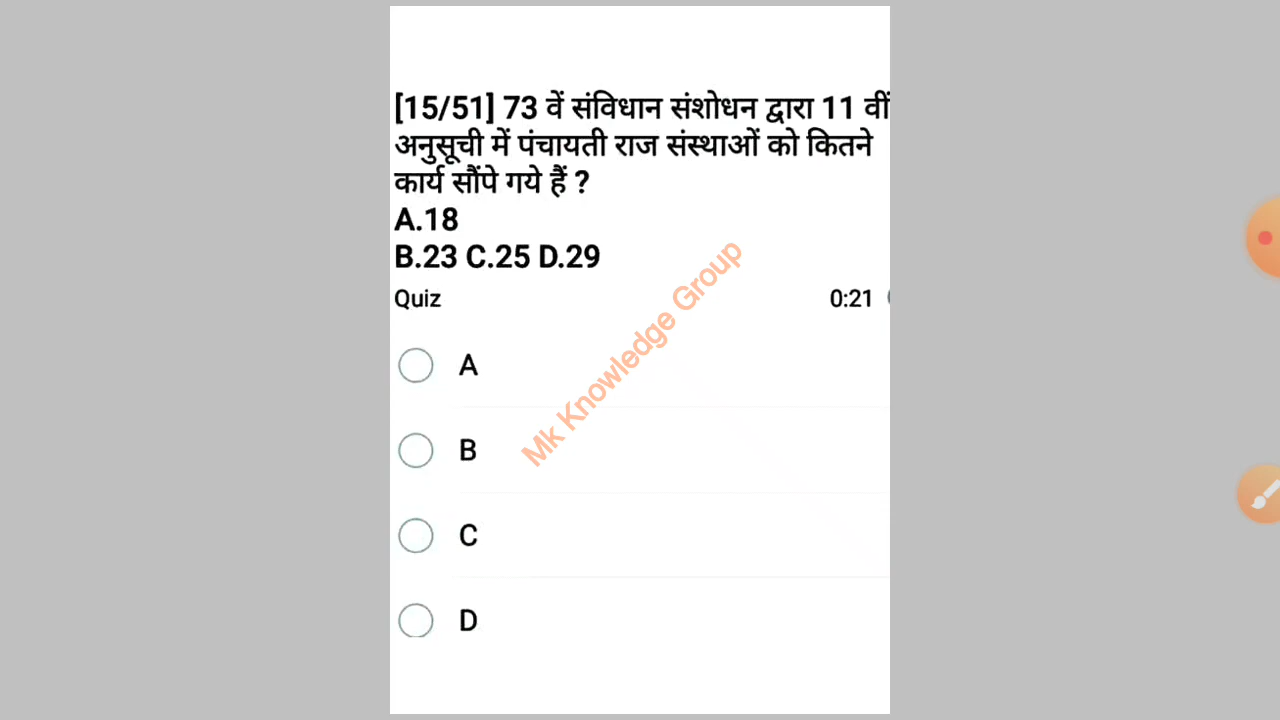 [15/51] 73 वें संविधान संशोधन द्वारा 11 वीं
अनुसूची में पंचायती राज संस्थाओं को कितने
कार्य सौंपे गये हैं ?
A.18
B.23 C.25 D.29
Quiz 0:21
Mk Knowledge Group
A
B
C
D